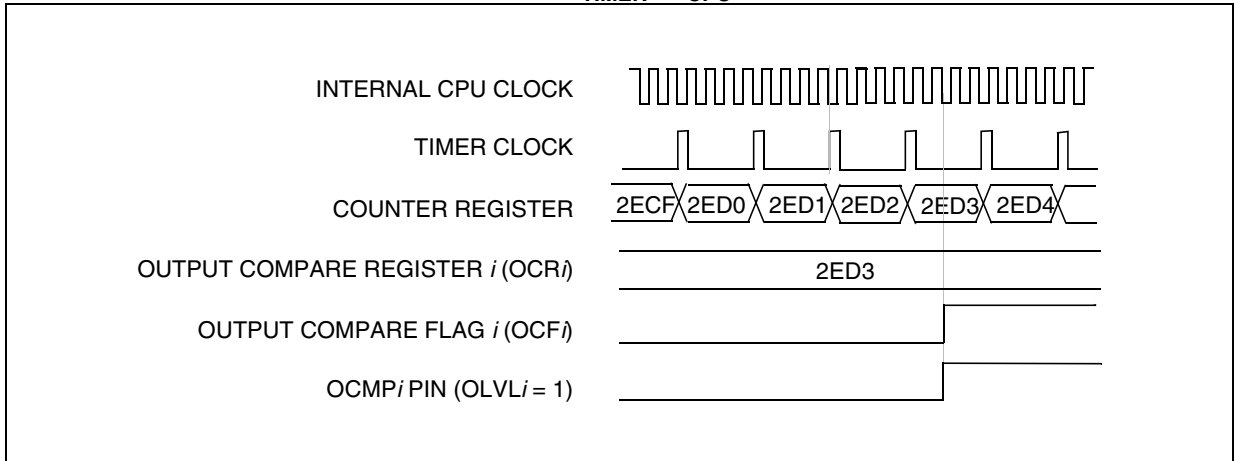 INTERNAL CPU CLOCK
TIMER CLOCK
COUNTER REGISTER
2ECF 2ED0 2ED1 2ED2 2ED3 2ED4
OUTPUT COMPARE REGISTER i (OCRi)
2ED3
OUTPUT COMPARE FLAG i (OCFi)
OCMPi PIN (OLVLi = 1)